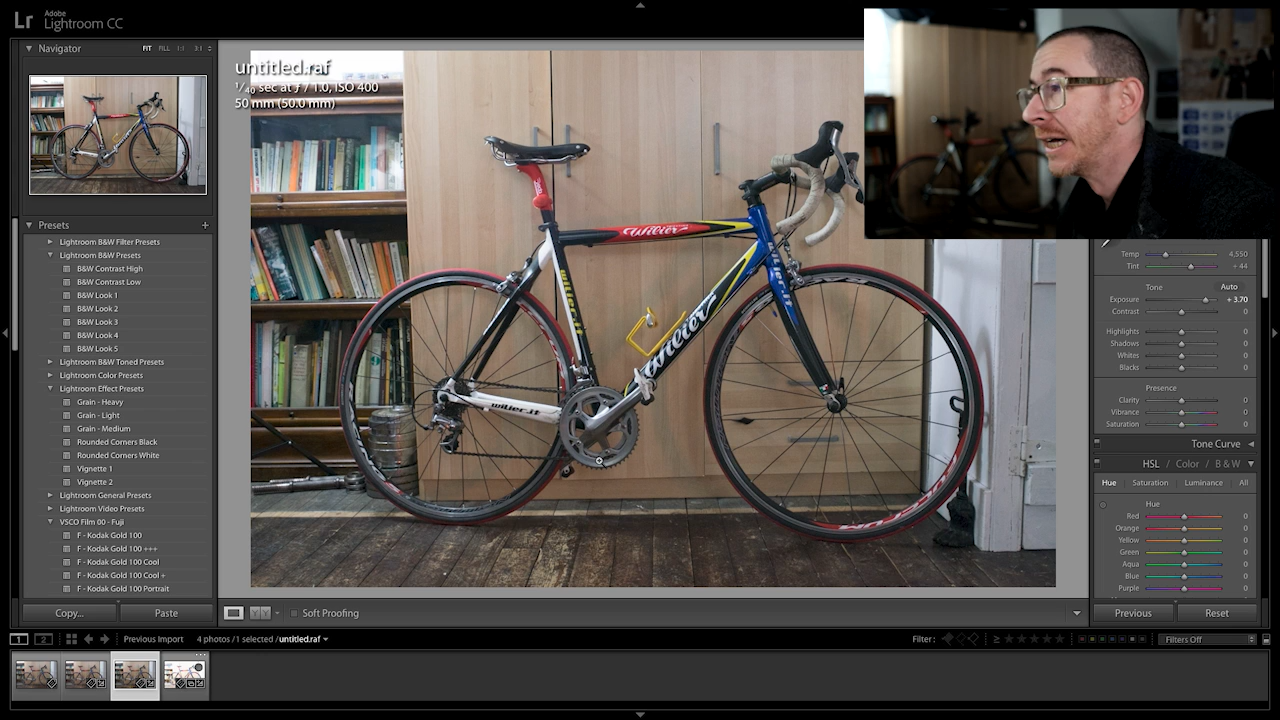 Lr Adobe
Lightroom CC
Navigator FIT FILL 1:1 3:1
untitled.raf
1/40 sec at ƒ / 1.0, ISO 400
50 mm (50.0 mm)
Presets +
Lightroom B&W Filter Presets
Lightroom B&W Presets
B&W Contrast High
B&W Contrast Low
B&W Look 1
B&W Look 2
B&W Look 3
B&W Look 4
B&W Look 5
Lightroom B&W Toned Presets
Lightroom Color Presets
Lightroom Effect Presets
Grain - Heavy
Grain - Light
Grain - Medium
Rounded Corners Black
Rounded Corners White
Vignette 1
Vignette 2
Lightroom General Presets
Lightroom Video Presets
VSCO Film 00 - Fuji
F - Kodak Gold 100
F - Kodak Gold 100 +++
F - Kodak Gold 100 Cool
F - Kodak Gold 100 Cool +
F - Kodak Gold 100 Portrait
Copy... Paste
Wilier
Wilier
wilier.it
Temp 4,550
Tint + 44
Tone Auto
Exposure + 3.70
Contrast 0
Highlights 0
Shadows 0
Whites 0
Blacks 0
Presence
Clarity 0
Vibrance 0
Saturation 0
Tone Curve
HSL / Color / B & W
Hue Saturation Luminance All
Hue
Red 0
Orange 0
Yellow 0
Green 0
Aqua 0
Blue 0
Purple 0
Previous Reset
Soft Proofing
1 2 Previous Import 4 photos / 1 selected / untitled.raf
Filter : Filters Off